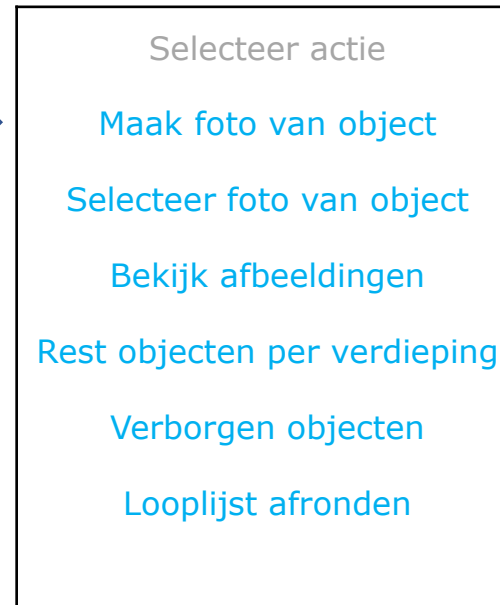 Selecteer actie
Maak foto van object
Selecteer foto van object
Bekijk afbeeldingen
Rest objecten per verdieping
Verborgen objecten
Looplijst afronden